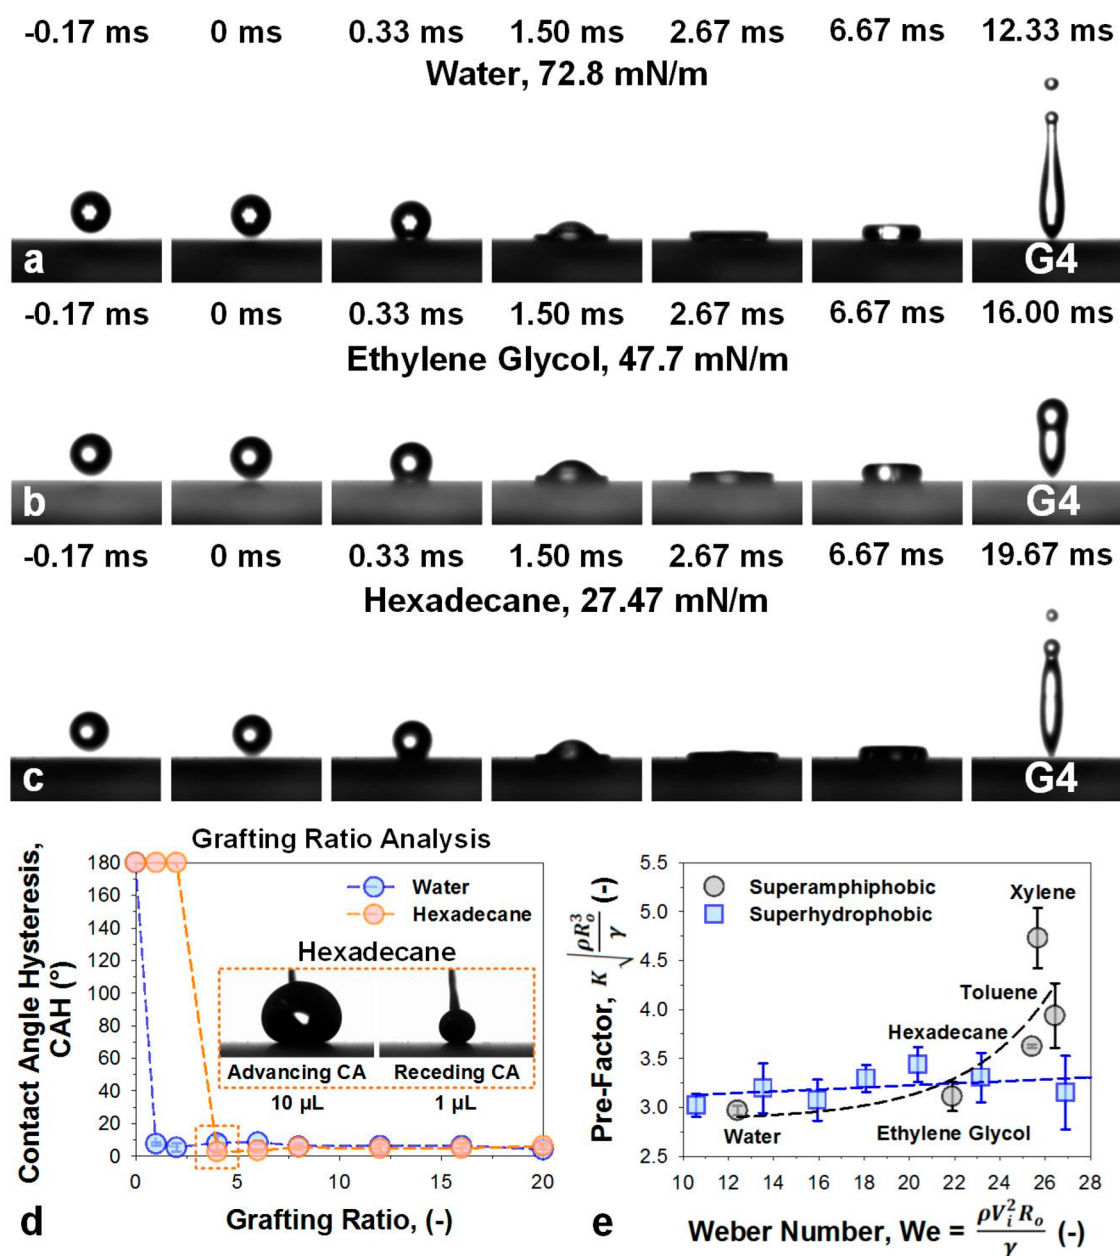 -0.17 ms 0 ms 0.33 ms 1.50 ms 2.67 ms 6.67 ms 12.33 ms
Water, 72.8 mN/m
a G4
-0.17 ms 0 ms 0.33 ms 1.50 ms 2.67 ms 6.67 ms 16.00 ms
Ethylene Glycol, 47.7 mN/m
b G4
-0.17 ms 0 ms 0.33 ms 1.50 ms 2.67 ms 6.67 ms 19.67 ms
Hexadecane, 27.47 mN/m
c G4
Grafting Ratio Analysis
Contact Angle Hysteresis,
CAH (°)
180
160
140
120
100
80
60
40
20
0
Water
Hexadecane
Hexadecane
Advancing CA Receding CA
10 µL 1 µL
0 5 10 15 20
Grafting Ratio, (-)
d
Pre-Factor, K √(ρR_o^3/γ) (-)
5.5
5.0
4.5
4.0
3.5
3.0
2.5
Superamphiphobic
Superhydrophobic
Xylene
Toluene
Hexadecane
Water
Ethylene Glycol
10 12 14 16 18 20 22 24 26 28
Weber Number, We = ρV_i^2R_o/γ (-)
e